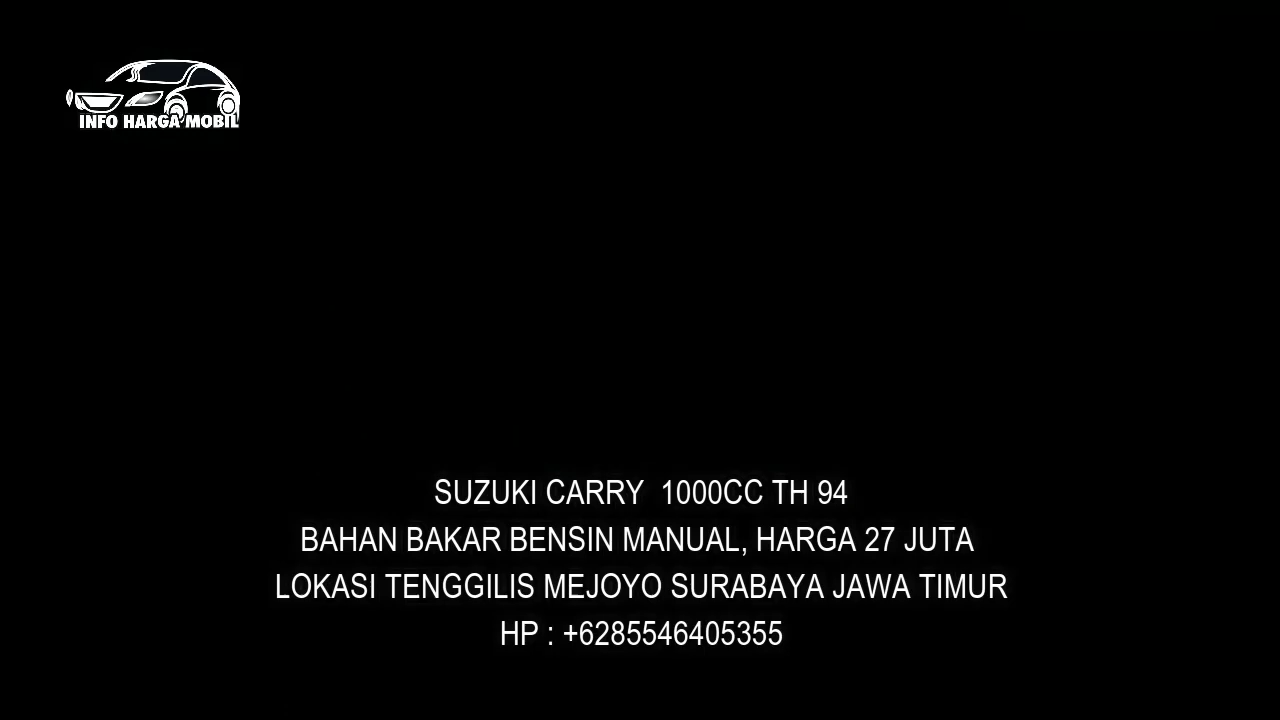 INFO HARGA MOBIL
SUZUKI CARRY  1000CC TH 94
BAHAN BAKAR BENSIN MANUAL, HARGA 27 JUTA
LOKASI TENGGILIS MEJOYO SURABAYA JAWA TIMUR
HP : +6285546405355